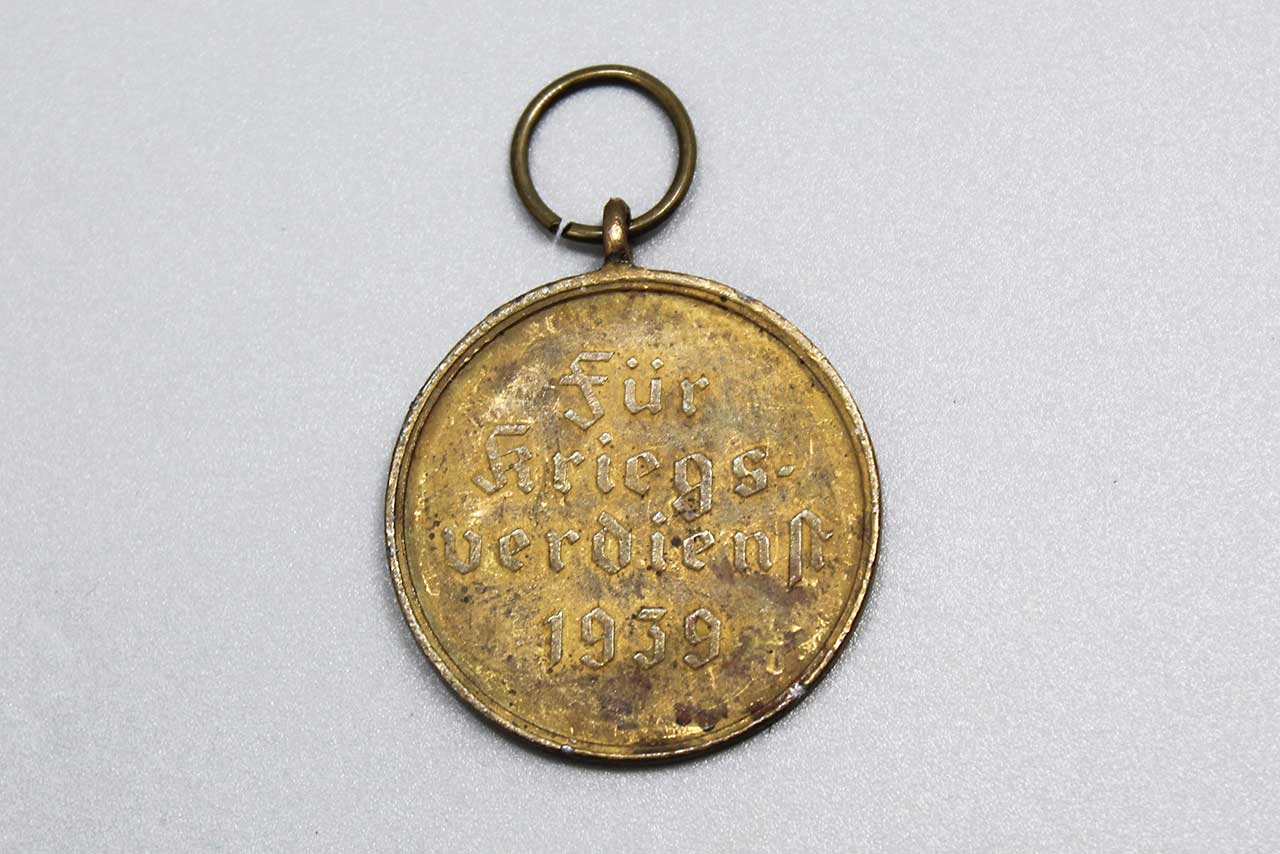 Für
Kriegs-
verdienſt
1939